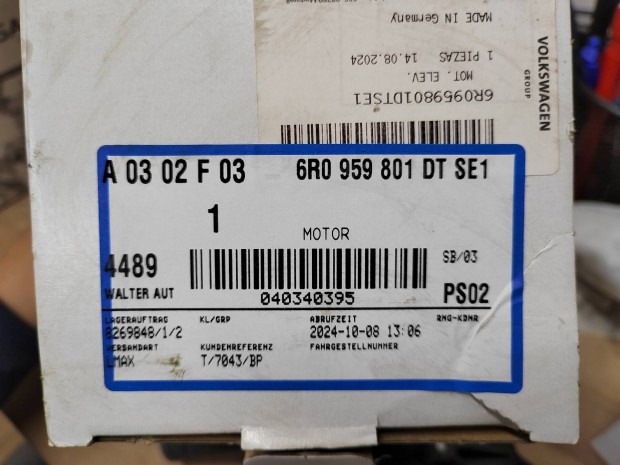 MADE IN Germany
1 PIEZAS 14.08.2024
MOT. ELEV.
6R0959801DTSE1
VOLKSWAGEN
GROUP
A 03 02 F 03 6R0 959 801 DT SE1
1
MOTOR
4489
SB/03
WALTER AUT
040340395
PS02
LAGERAUFTRAG KL/GRP ABRUFZEIT RNG-KDNR
8269848/1/2 2024-10-08 13:06
VERSANDART KUNDENREFERENZ FAHRGESTELLNUMMER
LMAX T/7043/BP